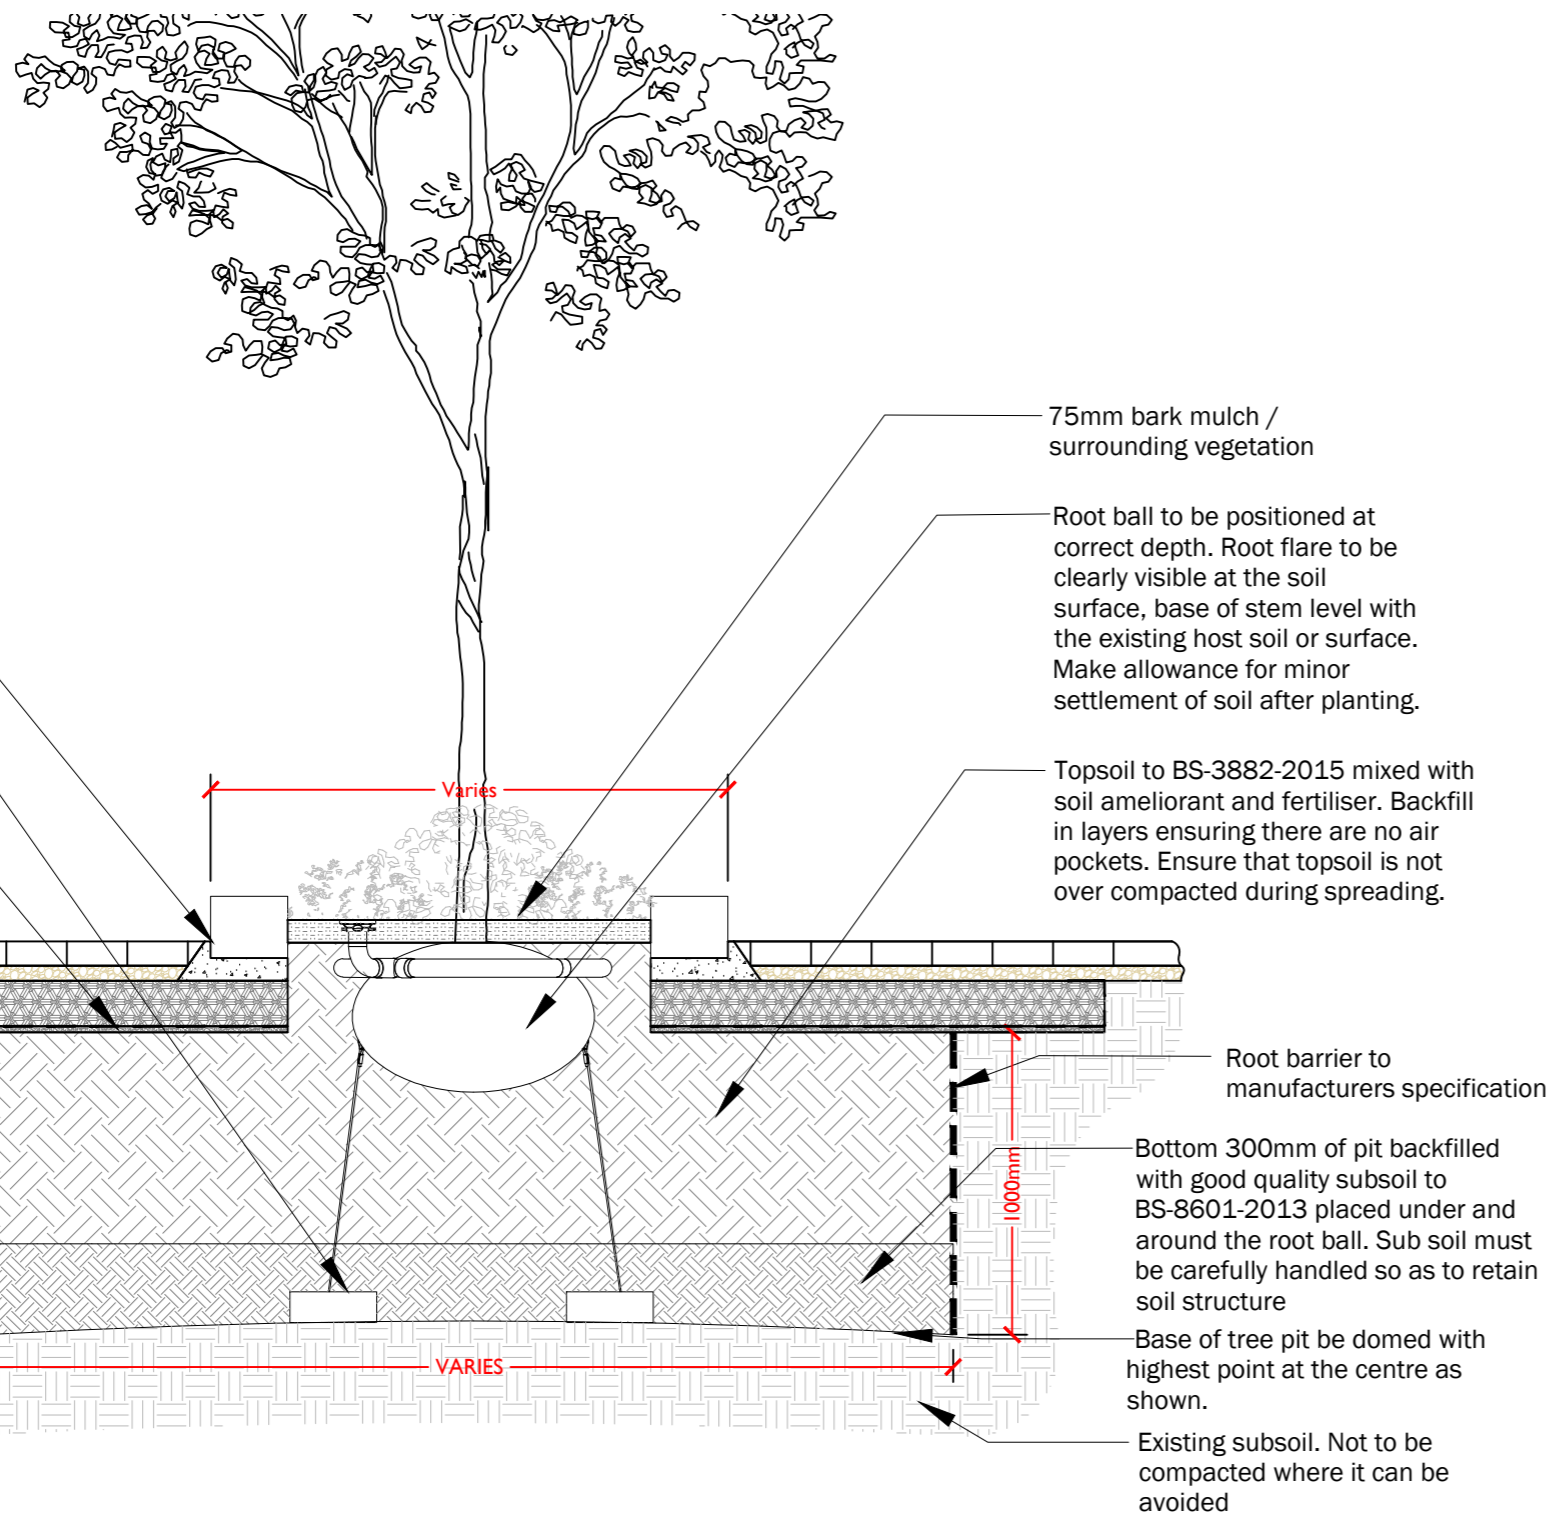 75mm bark mulch /
surrounding vegetation
Root ball to be positioned at
correct depth. Root flare to be
clearly visible at the soil
surface, base of stem level with
the existing host soil or surface.
Make allowance for minor
settlement of soil after planting.
Topsoil to BS-3882-2015 mixed with
soil ameliorant and fertiliser. Backfill
in layers ensuring there are no air
pockets. Ensure that topsoil is not
over compacted during spreading.
Varies
Root barrier to
manufacturers specification
1000mm
Bottom 300mm of pit backfilled
with good quality subsoil to
BS-8601-2013 placed under and
around the root ball. Sub soil must
be carefully handled so as to retain
soil structure
Base of tree pit be domed with
highest point at the centre as
shown.
VARIES
Existing subsoil. Not to be
compacted where it can be
avoided